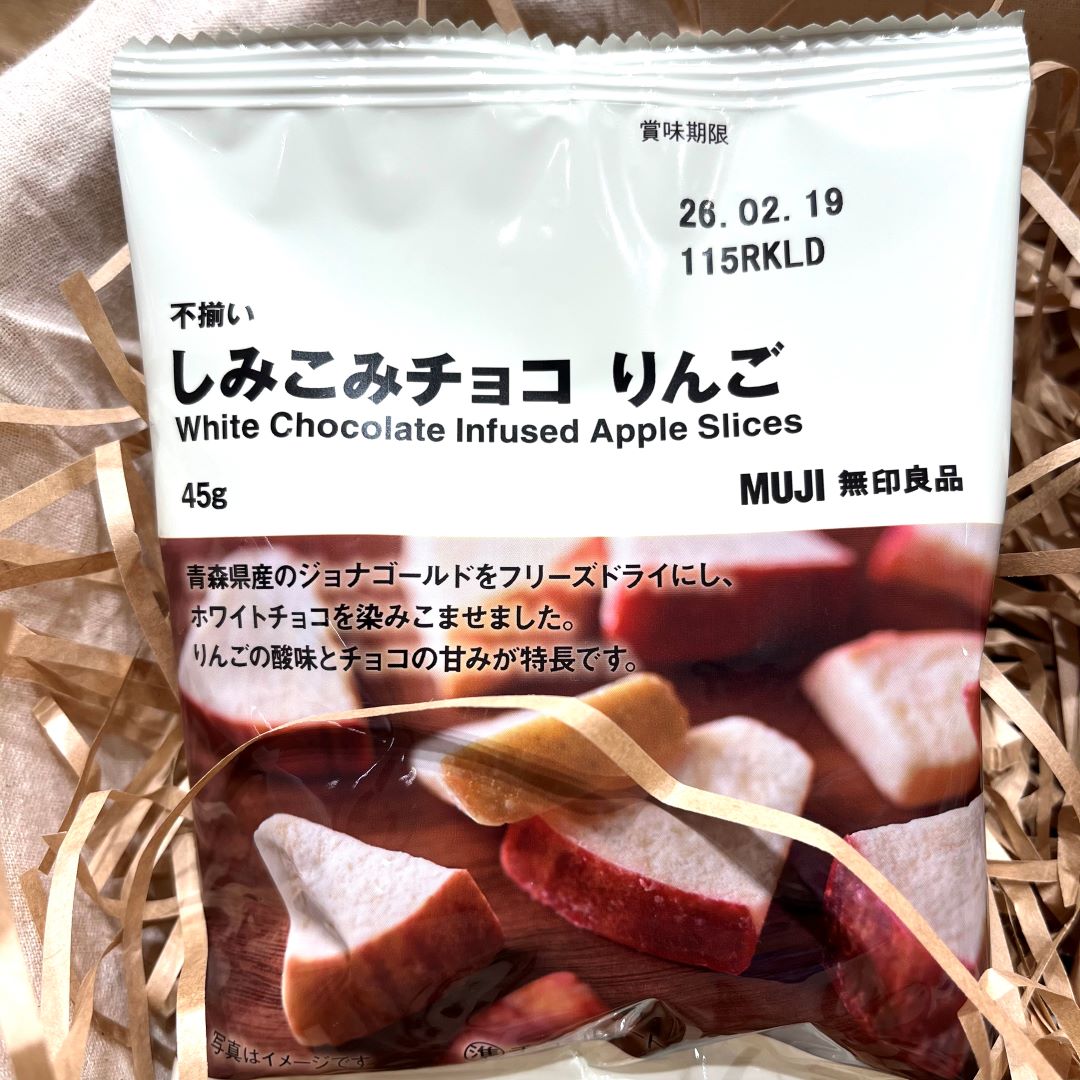 賞味期限
26.02.19
115RKLD
不揃い
しみこみチョコ りんご
White Chocolate Infused Apple Slices
45g
MUJI 無印良品
青森県産のジョナゴールドをフリーズドライにし、
ホワイトチョコを染みこませました。
りんごの酸味とチョコの甘みが特長です。
写真はイメージです